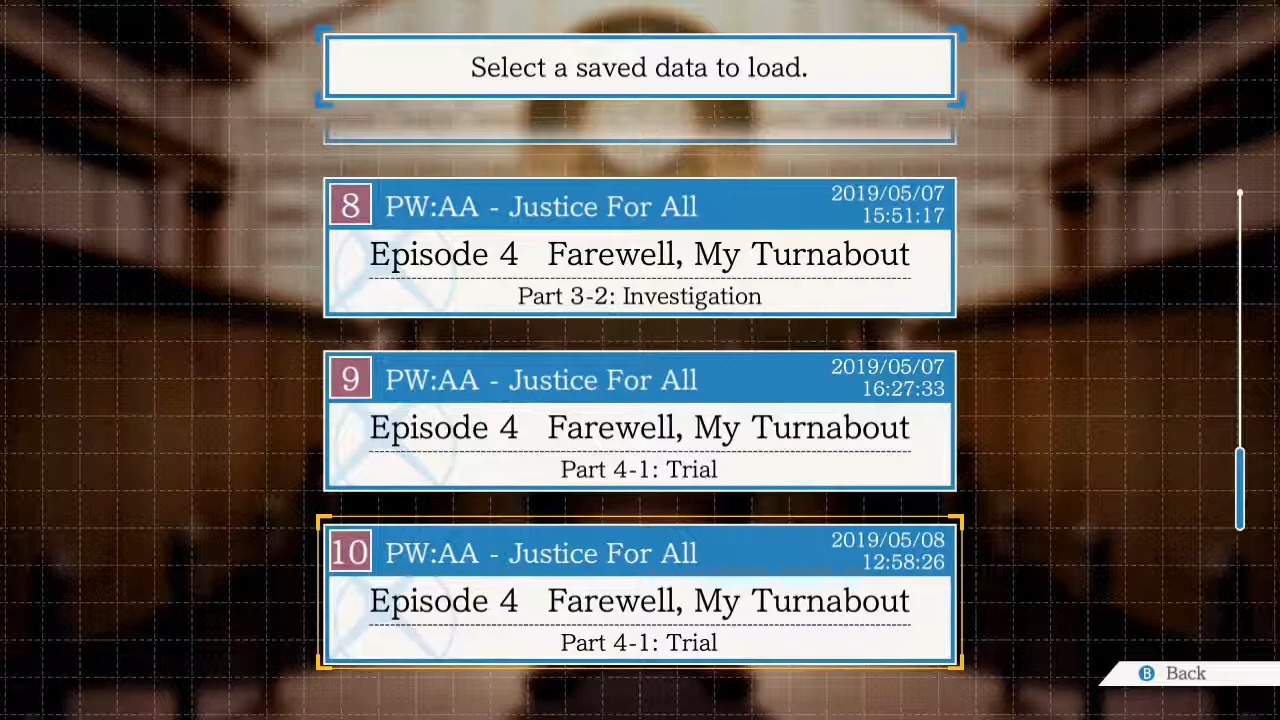 Select a saved data to load.
8 PW:AA - Justice For All 2019/05/07
15:51:17
Episode 4 Farewell, My Turnabout
Part 3-2: Investigation
9 PW:AA - Justice For All 2019/05/07
16:27:33
Episode 4 Farewell, My Turnabout
Part 4-1: Trial
10 PW:AA - Justice For All 2019/05/08
12:58:26
Episode 4 Farewell, My Turnabout
Part 4-1: Trial
B Back